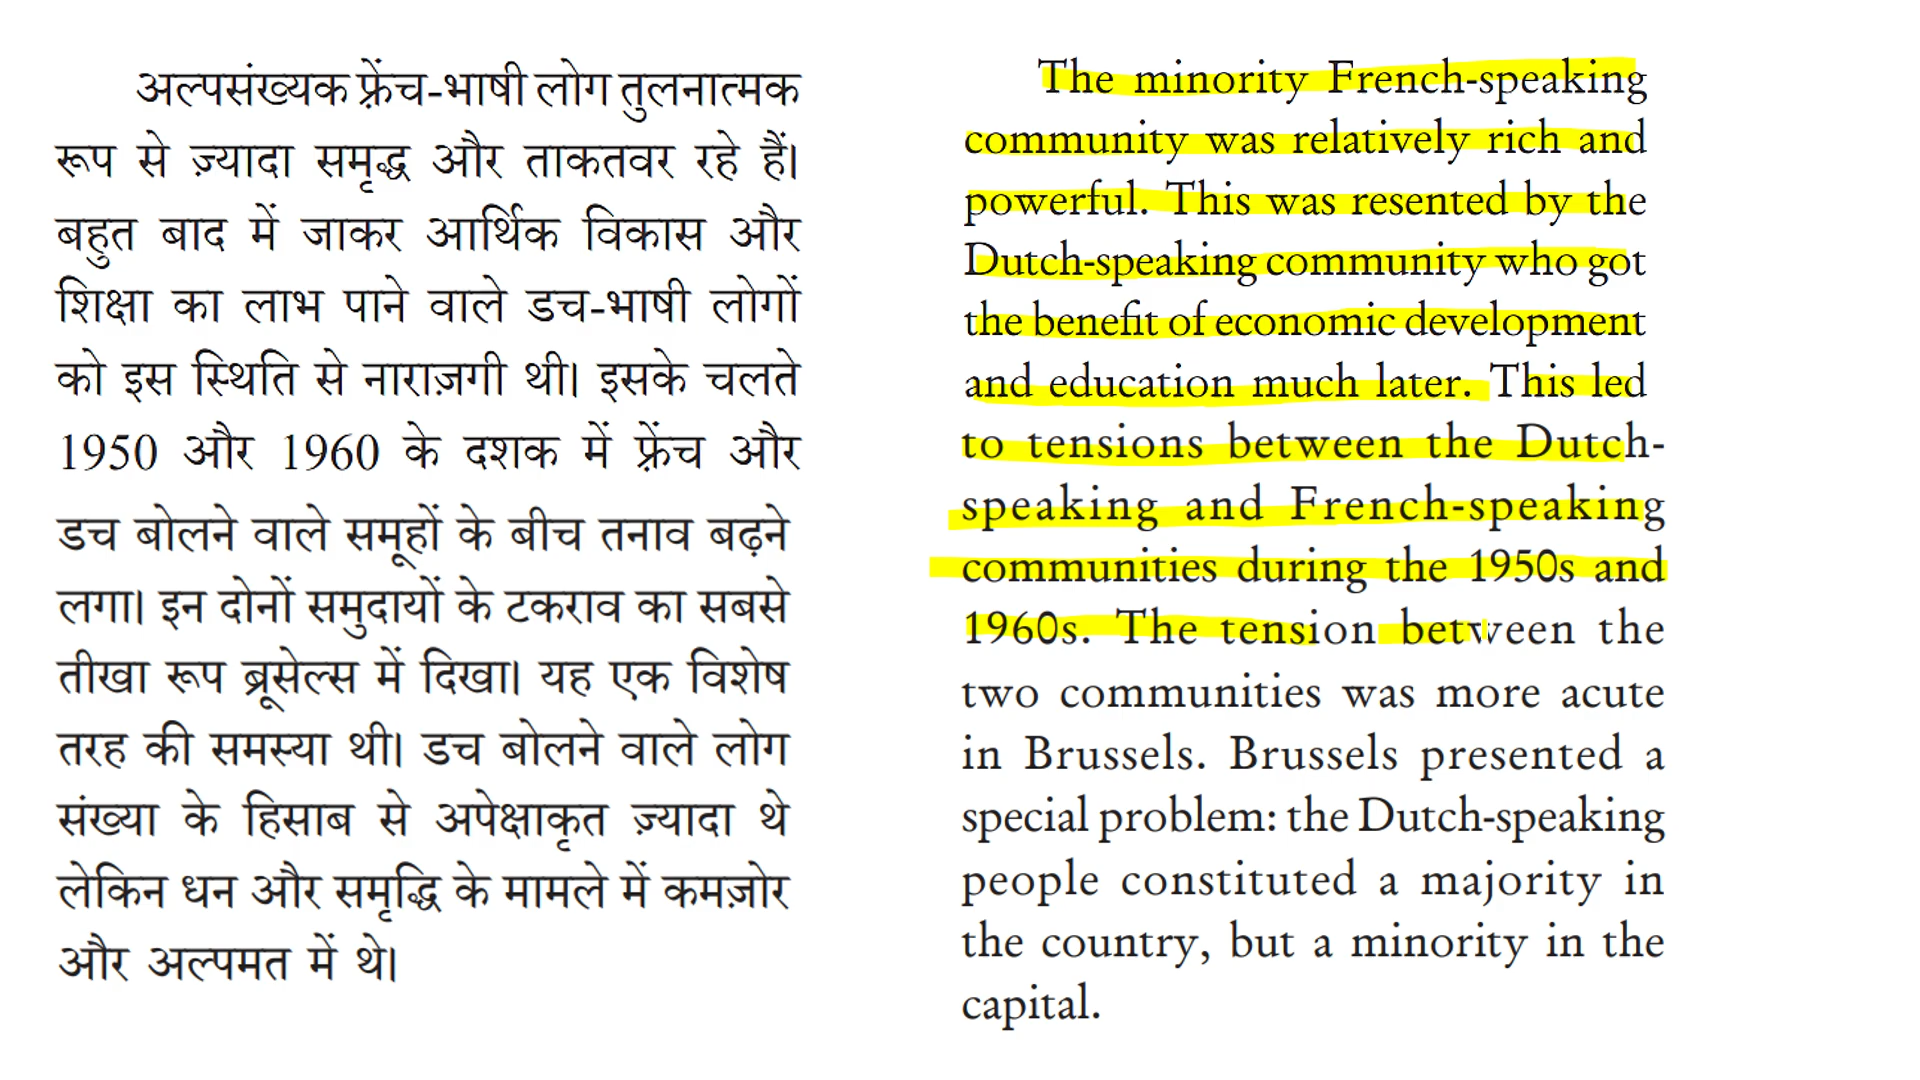 अल्पसंख्यक फ़्रेंच-भाषी लोग तुलनात्मक
रूप से ज़्यादा समृद्ध और ताकतवर रहे हैं।
बहुत बाद में जाकर आर्थिक विकास और
शिक्षा का लाभ पाने वाले डच-भाषी लोगों
को इस स्थिति से नाराज़गी थी। इसके चलते
1950 और 1960 के दशक में फ़्रेंच और
डच बोलने वाले समूहों के बीच तनाव बढ़ने
लगा। इन दोनों समुदायों के टकराव का सबसे
तीखा रूप ब्रूसेल्स में दिखा। यह एक विशेष
तरह की समस्या थी। डच बोलने वाले लोग
संख्या के हिसाब से अपेक्षाकृत ज़्यादा थे
लेकिन धन और समृद्धि के मामले में कमज़ोर
और अल्पमत में थे।
The minority French-speaking
community was relatively rich and
powerful. This was resented by the
Dutch-speaking community who got
the benefit of economic development
and education much later. This led
to tensions between the Dutch-
speaking and French-speaking
communities during the 1950s and
1960s. The tension between the
two communities was more acute
in Brussels. Brussels presented a
special problem: the Dutch-speaking
people constituted a majority in
the country, but a minority in the
capital.